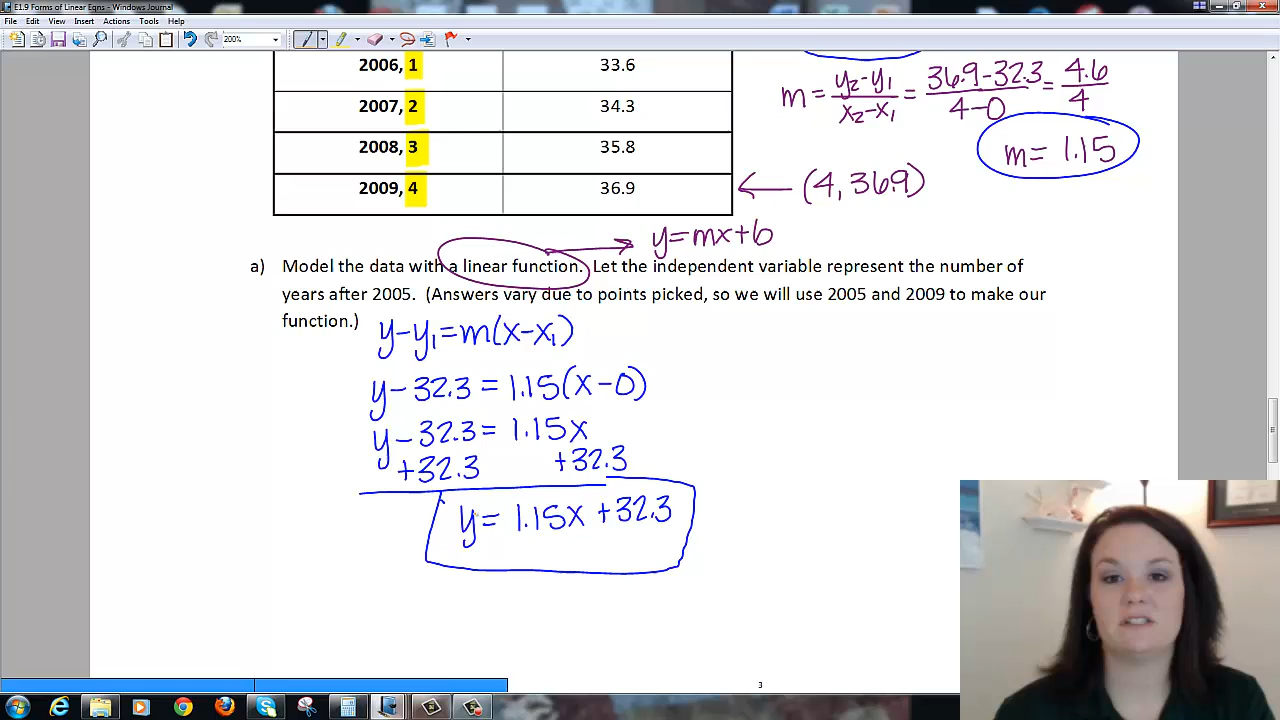 E1.9 Forms of Linear Eqns - Windows Journal
File Edit View Insert Actions Tools Help
200%
2006, 1 33.6
2007, 2 34.3
2008, 3 35.8
2009, 4 36.9
m = y₂-y₁/x₂-x₁ = 36.9-32.3/4-0 = 4.6/4
m = 1.15
← (4, 36.9)
→ y=mx+b
a) Model the data with a linear function. Let the independent variable represent the number of
years after 2005. (Answers vary due to points picked, so we will use 2005 and 2009 to make our
function.)
y-y₁=m(x-x₁)
y-32.3 = 1.15(x-0)
y-32.3 = 1.15x
+32.3 +32.3
y= 1.15x +32.3
3